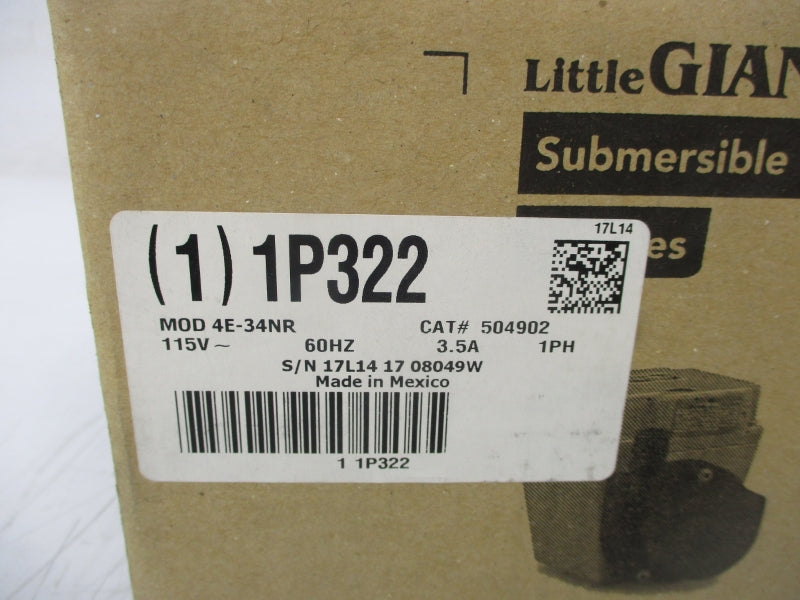 Little GIAN
Submersible
es
17L14
(1) 1P322
MOD 4E-34NR CAT# 504902
115V~ 60HZ 3.5A 1PH
S/N 17L14 17 08049W
Made in Mexico
1 1P322